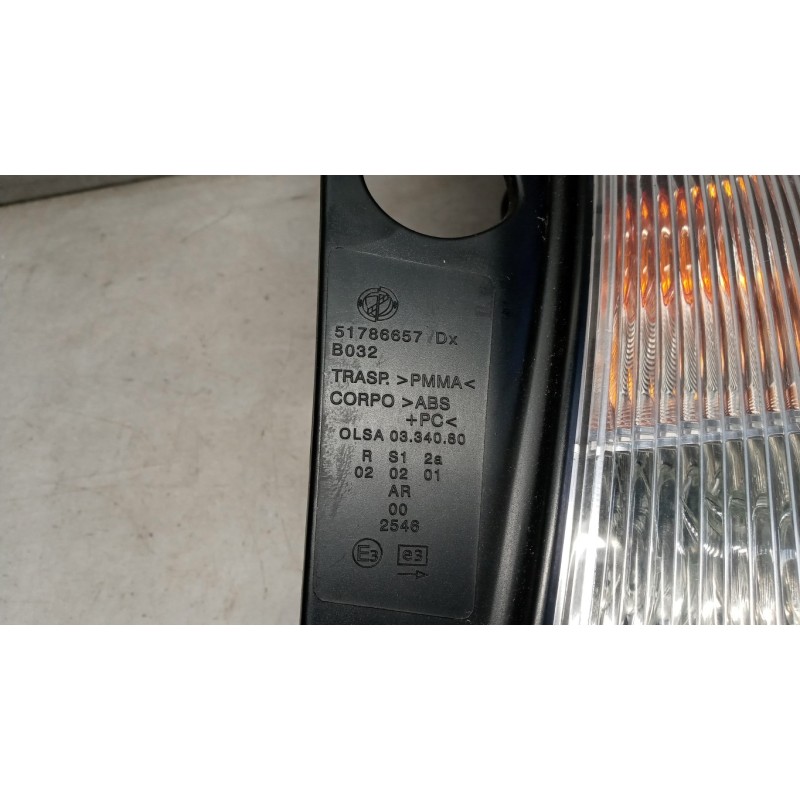 51786657/Dx
B032
TRASP. >PMMA<
CORPO >ABS
+PC<
OLSA 03.340.80
R S1 2a
02 02 01
AR
00
2546
E3 e3
→